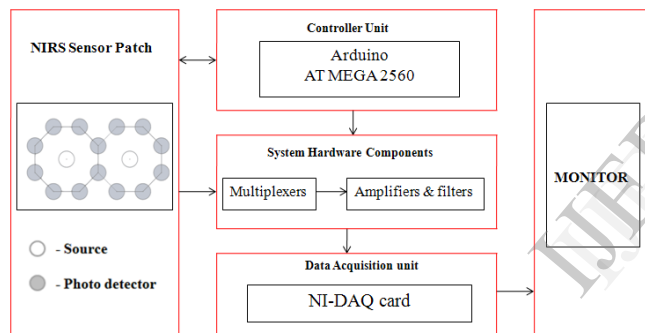 NIRS Sensor Patch
- Source
- Photo detector
Controller Unit
Arduino
AT MEGA 2560
System Hardware Components
Multiplexers
Amplifiers & filters
Data Acquisition unit
NI-DAQ card
MONITOR